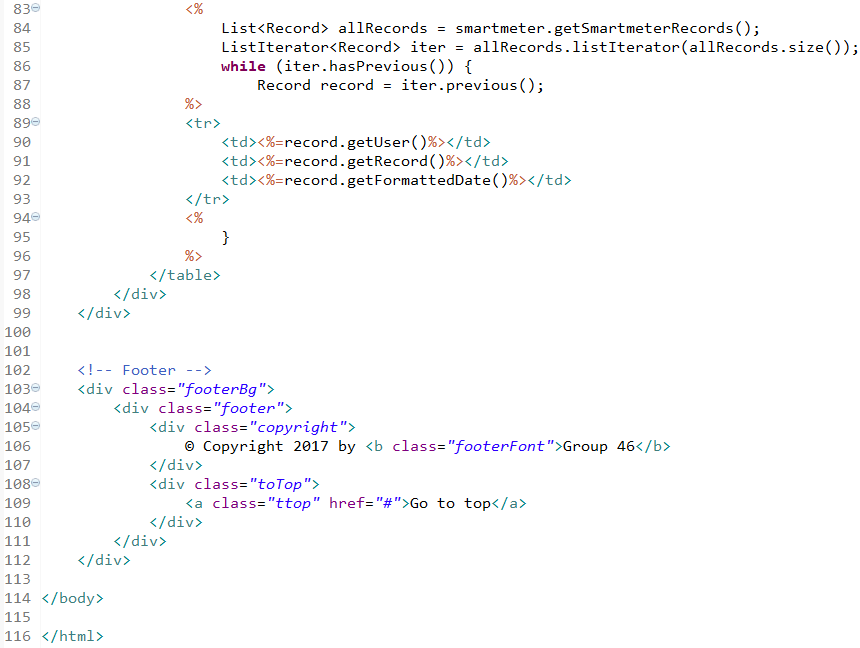 83 <%
84 List<Record> allRecords = smartmeter.getSmartmeterRecords();
85 ListIterator<Record> iter = allRecords.listIterator(allRecords.size());
86 while (iter.hasPrevious()) {
87 Record record = iter.previous();
88 %>
89 <tr>
90 <td><%=record.getUser()%></td>
91 <td><%=record.getRecord()%></td>
92 <td><%=record.getFormattedDate()%></td>
93 </tr>
94 <%
95 }
96 %>
97 </table>
98 </div>
99 </div>
100
101
102 <!-- Footer -->
103 <div class="footerBg">
104 <div class="footer">
105 <div class="copyright">
106 © Copyright 2017 by <b class="footerFont">Group 46</b>
107 </div>
108 <div class="toTop">
109 <a class="ttop" href="#">Go to top</a>
110 </div>
111 </div>
112 </div>
113
114 </body>
115
116 </html>